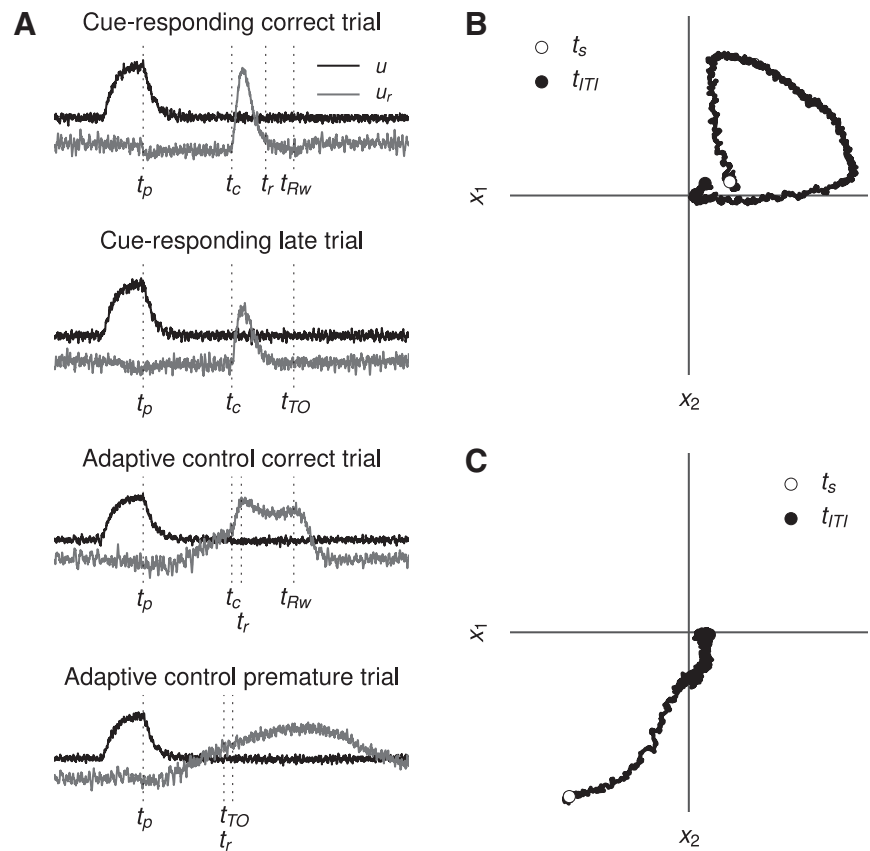 A
Cue-responding correct trial
u
u_r
t_p
t_c
t_r
t_Rw
Cue-responding late trial
t_p
t_c
t_TO
Adaptive control correct trial
t_p
t_c
t_r
t_Rw
Adaptive control premature trial
t_p
t_TO
t_r
B
t_s
t_ITI
x_1
x_2
C
t_s
t_ITI
x_1
x_2